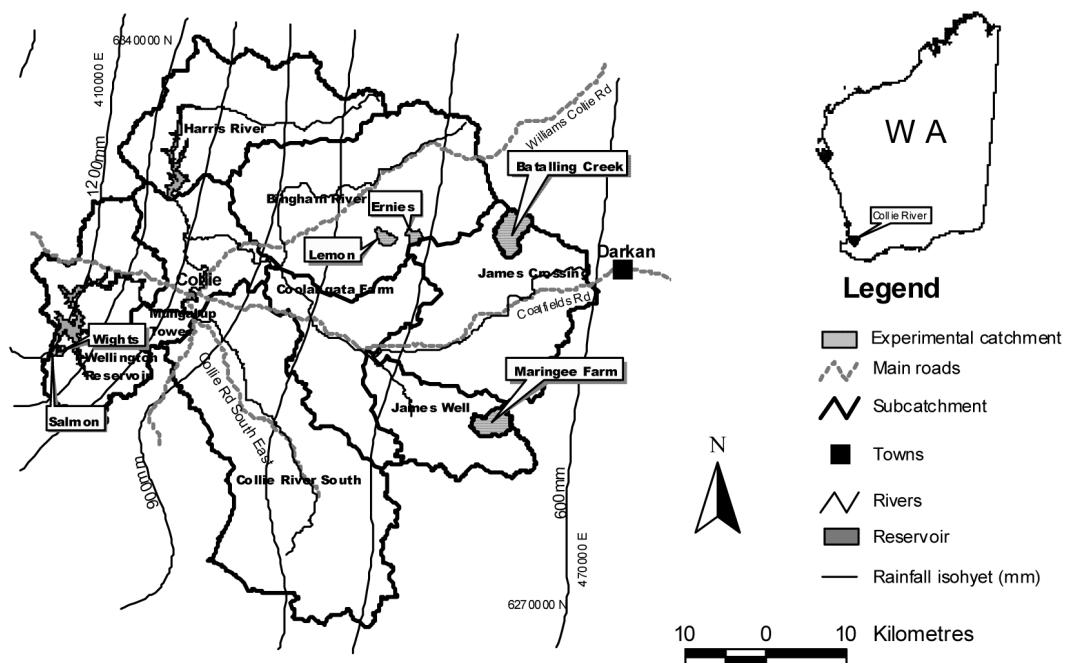 6340000 N
410000 E
1200mm
Harris River
Williams Collie Rd
Batalling Creek
Bingham River
Ernies
Lemon
Darkan
James Crossing
Collie
Coolangata Farm
Coalfields Rd
Mungalup
Tower
Wights
Wellington
Reservoir
Salmon
Maringee Farm
James Well
Collie Rd South East
Collie River South
900mm
600mm
470000 E
6270000 N
W A
Collie River
Legend
Experimental catchment
Main roads
Subcatchment
Towns
Rivers
Reservoir
Rainfall isohyet (mm)
N
10 0 10 Kilometres